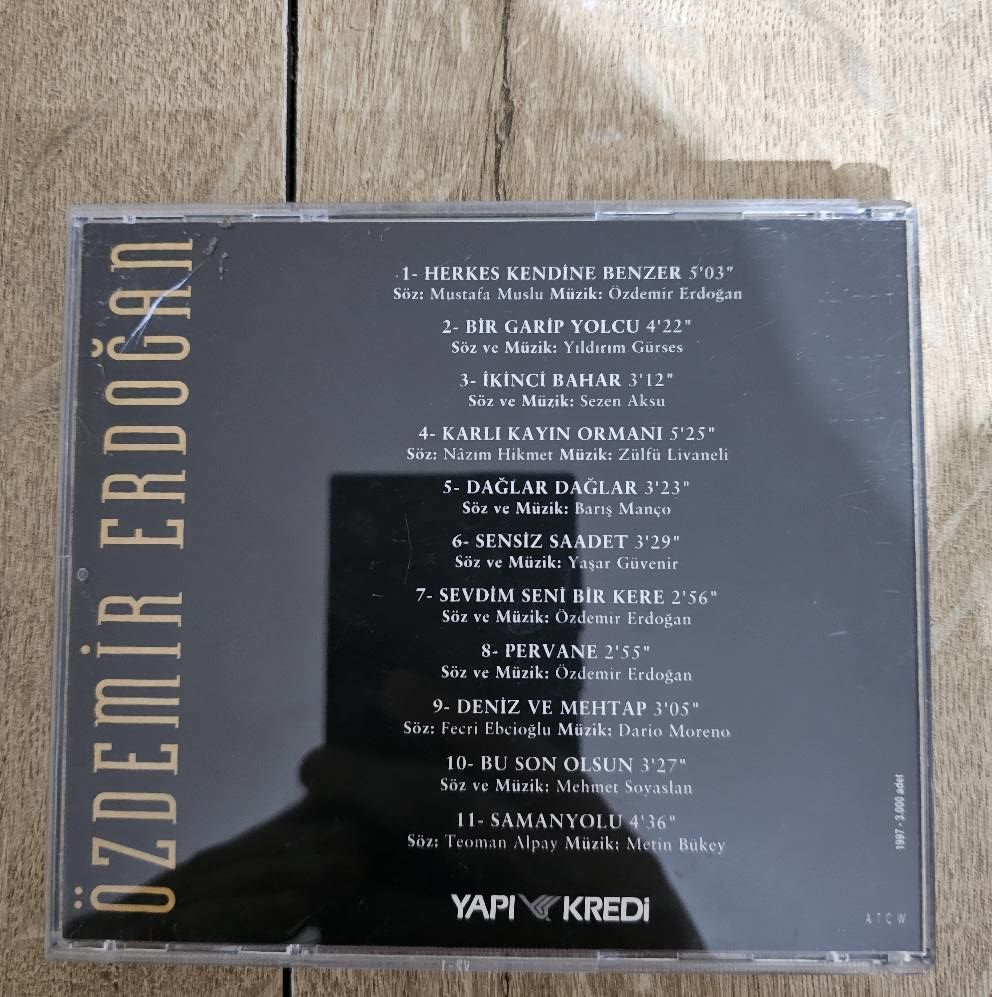 ÖZDEMİR ERDOĞAN
1- HERKES KENDİNE BENZER 5'03"
Söz: Mustafa Muslu Müzik: Özdemir Erdoğan
2- BİR GARİP YOLCU 4'22"
Söz ve Müzik: Yıldırım Gürses
3- İKİNCİ BAHAR 3'12"
Söz ve Müzik: Sezen Aksu
4- KARLI KAYIN ORMANI 5'25"
Söz: Nâzım Hikmet Müzik: Zülfü Livaneli
5- DAĞLAR DAĞLAR 3'23"
Söz ve Müzik: Barış Manço
6- SENSİZ SAADET 3'29"
Söz ve Müzik: Yaşar Güvenir
7- SEVDİM SENİ BİR KERE 2'56"
Söz ve Müzik: Özdemir Erdoğan
8- PERVANE 2'55"
Söz ve Müzik: Özdemir Erdoğan
9- DENİZ VE MEHTAP 3'05"
Söz: Fecri Ebcioğlu Müzik: Dario Moreno
10- BU SON OLSUN 3'27"
Söz ve Müzik: Mehmet Soyaslan
11- SAMANYOLU 4'36"
Söz: Teoman Alpay Müzik: Metin Bükey
YAPI KREDİ
1997 - 3.000 adet
ATCW